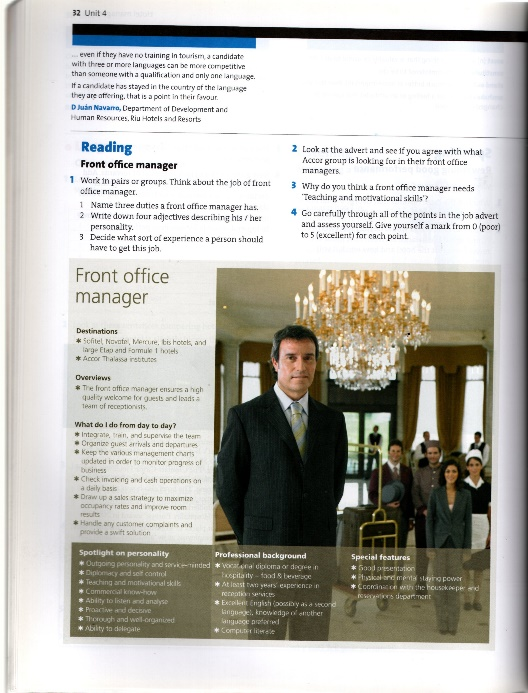 32 Unit 4
... even if they have no training in tourism, a candidate
with three or more languages can be more competitive
than someone with a qualification and only one language.
If a candidate has stayed in the country of the language
they are offering, that is a point in their favour.
D Juán Navarro, Department of Development and
Human Resources, Riu Hotels and Resorts
Reading
Front office manager
1 Work in pairs or groups. Think about the job of front
office manager.
1 Name three duties a front office manager has.
2 Write down four adjectives describing his / her
personality.
3 Decide what sort of experience a person should
have to get this job.
2 Look at the advert and see if you agree with what
Accor group is looking for in their front office
managers.
3 Why do you think a front office manager needs
'Teaching and motivational skills'?
4 Go carefully through all of the points in the job advert
and assess yourself. Give yourself a mark from 0 (poor)
to 5 (excellent) for each point.
Front office
manager
Destinations
* Sofitel, Novotel, Mercure, Ibis hotels, and
large Etap and Formule 1 hotels
* Accor Thalassa institutes
Overviews
* The front office manager ensures a high
quality welcome for guests and leads a
team of receptionists.
What do I do from day to day?
* Integrate, train, and supervise the team
* Organize guest arrivals and departures
* Keep the various management charts
updated in order to monitor progress of
business
* Check invoicing and cash operations on
a daily basis
* Draw up a sales strategy to maximize
occupancy rates and improve room
results
* Handle any customer complaints and
provide a swift solution
Spotlight on personality
* Outgoing personality and service-minded
* Diplomacy and self-control
* Teaching and motivational skills
* Commercial know-how
* Ability to listen and analyse
* Proactive and decisive
* Thorough and well-organized
* Ability to delegate
Professional background
* Vocational diploma or degree in
hospitality – food & beverage
* At least two years' experience in
reception services
* Excellent English (possibly as a second
language), knowledge of another
language preferred
* Computer literate
Special features
* Good presentation
* Physical and mental staying power
* Coordination with the housekeeper and
reservations department